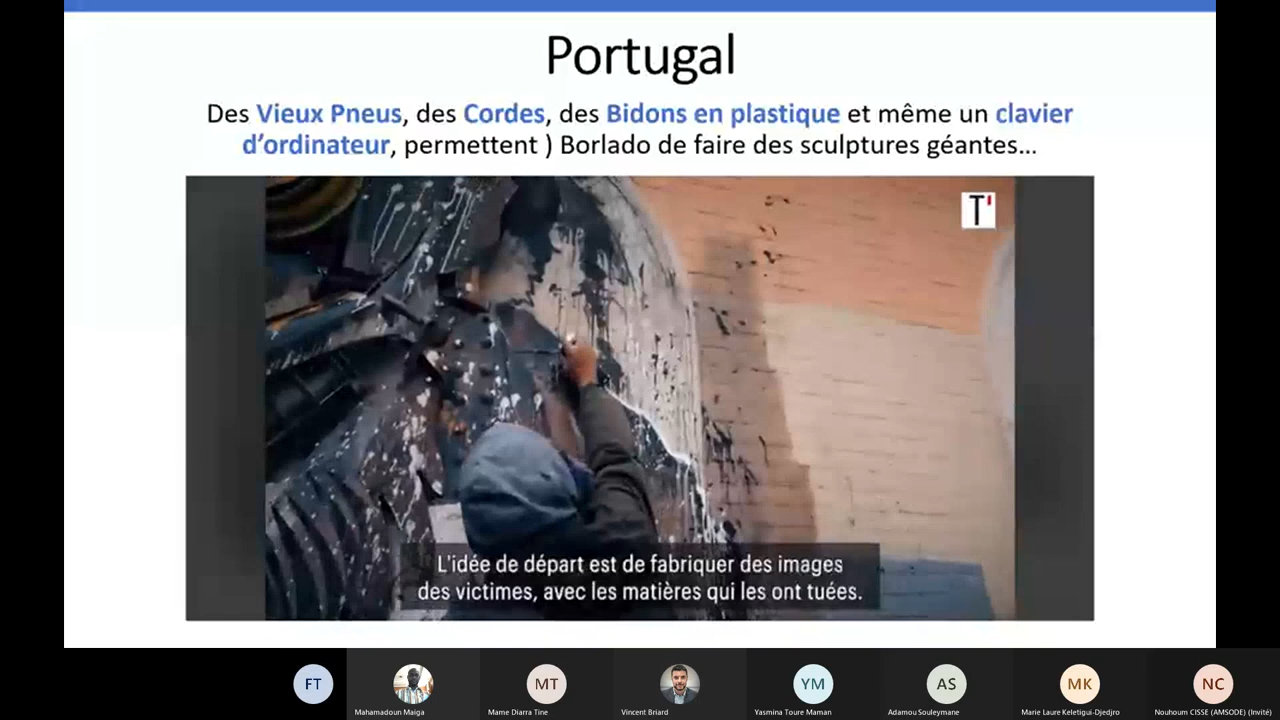 Portugal
Des Vieux Pneus, des Cordes, des Bidons en plastique et même un clavier
d'ordinateur, permettent ) Borlado de faire des sculptures géantes...
T'
L'idée de départ est de fabriquer des images
des victimes, avec les matières qui les ont tuées.
FT
MT
YM
AS
MK
NC
Mahamadoun Maiga
Mame Diarra Tine
Vincent Briard
Yasmina Toure Maman
Adamou Souleymane
Marie Laure Keletigui-Djedjro
Nouhoum CISSE (AMSODE) (Invité)